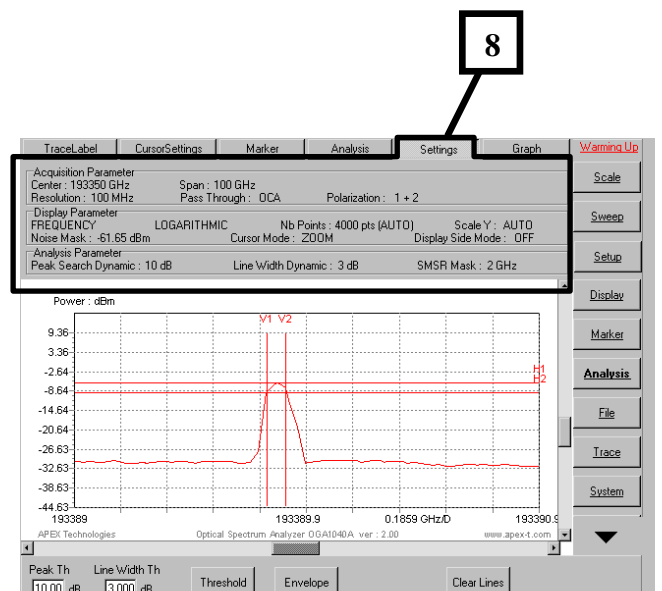 8
TraceLabel CursorSettings Marker Analysis Settings Graph Warming Up
Acquisition Parameter
Center : 193350 GHz Span : 100 GHz
Resolution : 100 MHz Pass Through : OCA Polarization : 1 + 2
Display Parameter
FREQUENCY LOGARITHMIC Nb Points : 4000 pts (AUTO) Scale Y : AUTO
Noise Mask : -61.65 dBm Cursor Mode : ZOOM Display Side Mode : OFF
Analysis Parameter
Peak Search Dynamic : 10 dB Line Width Dynamic : 3 dB SMSR Mask : 2 GHz
Scale
Sweep
Setup
Display
Marker
Analysis
File
Trace
System
Power : dBm
V1 V2
9.36
3.36
-2.64
H1
H2
-8.64
-14.64
-20.64
-26.63
-32.63
-38.63
-44.63
193389 193389.9 0.1859 GHz/D 193390.9
APEX Technologies Optical Spectrum Analyzer OGA1040A ver : 2.00 www.apex-t.com
Peak Th Line Width Th
10.00 dB 3.000 dB Threshold Envelope Clear Lines